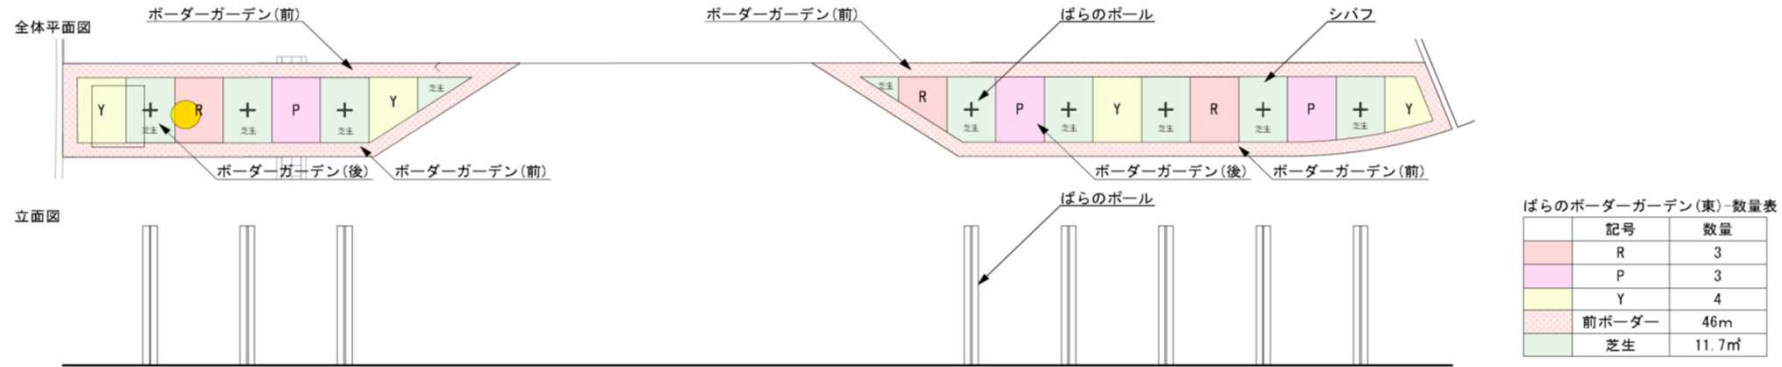 全体平面図
ボーダーガーデン(前)
ボーダーガーデン(前)
ばらのポール
シバフ
Y
芝生
R
芝生
P
芝生
Y
芝生
芝生
R
芝生
P
芝生
Y
芝生
R
芝生
P
芝生
Y
ボーダーガーデン(後)
ボーダーガーデン(前)
ボーダーガーデン(後)
ボーダーガーデン(前)
立面図
ばらのポール
ばらのボーダーガーデン(東)-数量表
記号 数量
R 3
P 3
Y 4
前ボーダー 46m
芝生 11.7㎡